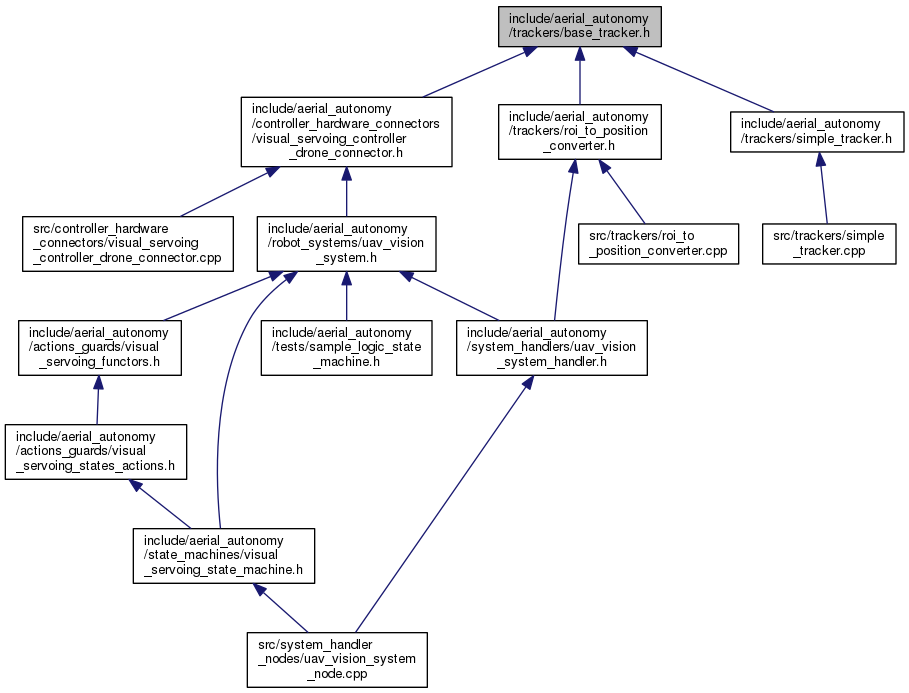 include/aerial_autonomy
/trackers/base_tracker.h
include/aerial_autonomy
/controller_hardware_connectors
/visual_servoing_controller
_drone_connector.h
include/aerial_autonomy
/trackers/roi_to_position
_converter.h
include/aerial_autonomy
/trackers/simple_tracker.h
src/controller_hardware
_connectors/visual_servoing
_controller_drone_connector.cpp
include/aerial_autonomy
/robot_systems/uav_vision
_system.h
src/trackers/roi_to
_position_converter.cpp
src/trackers/simple
_tracker.cpp
include/aerial_autonomy
/actions_guards/visual
_servoing_functors.h
include/aerial_autonomy
/tests/sample_logic_state
_machine.h
include/aerial_autonomy
/system_handlers/uav_vision
_system_handler.h
include/aerial_autonomy
/actions_guards/visual
_servoing_states_actions.h
include/aerial_autonomy
/state_machines/visual
_servoing_state_machine.h
src/system_handler
_nodes/uav_vision_system
_node.cpp